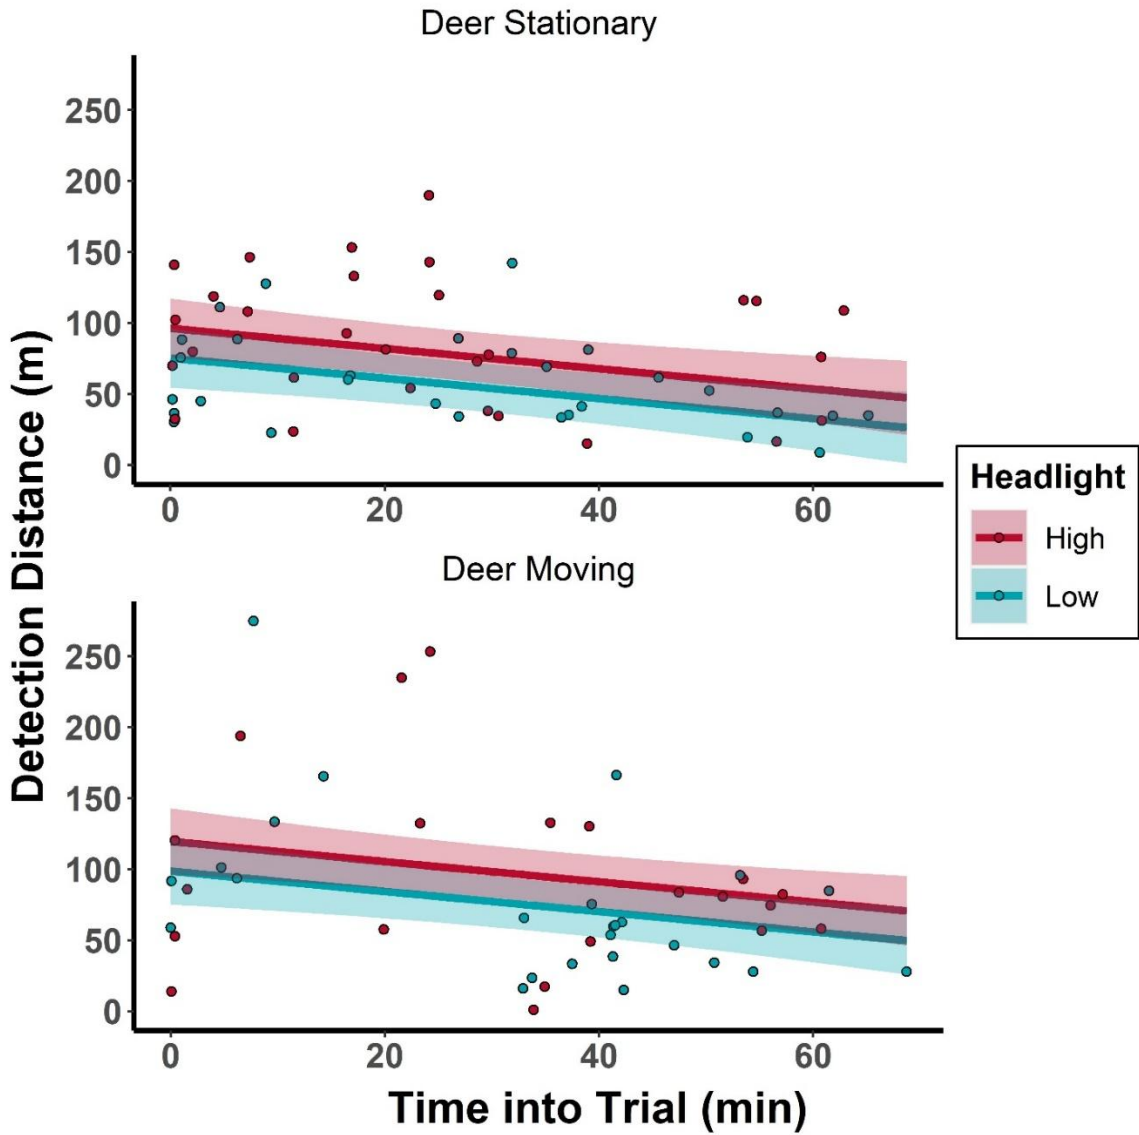 Deer Stationary
250
200
150
100
50
0
0 20 40 60
Deer Moving
250
200
150
100
50
0
0 20 40 60
Detection Distance (m)
Time into Trial (min)
Headlight
High
Low